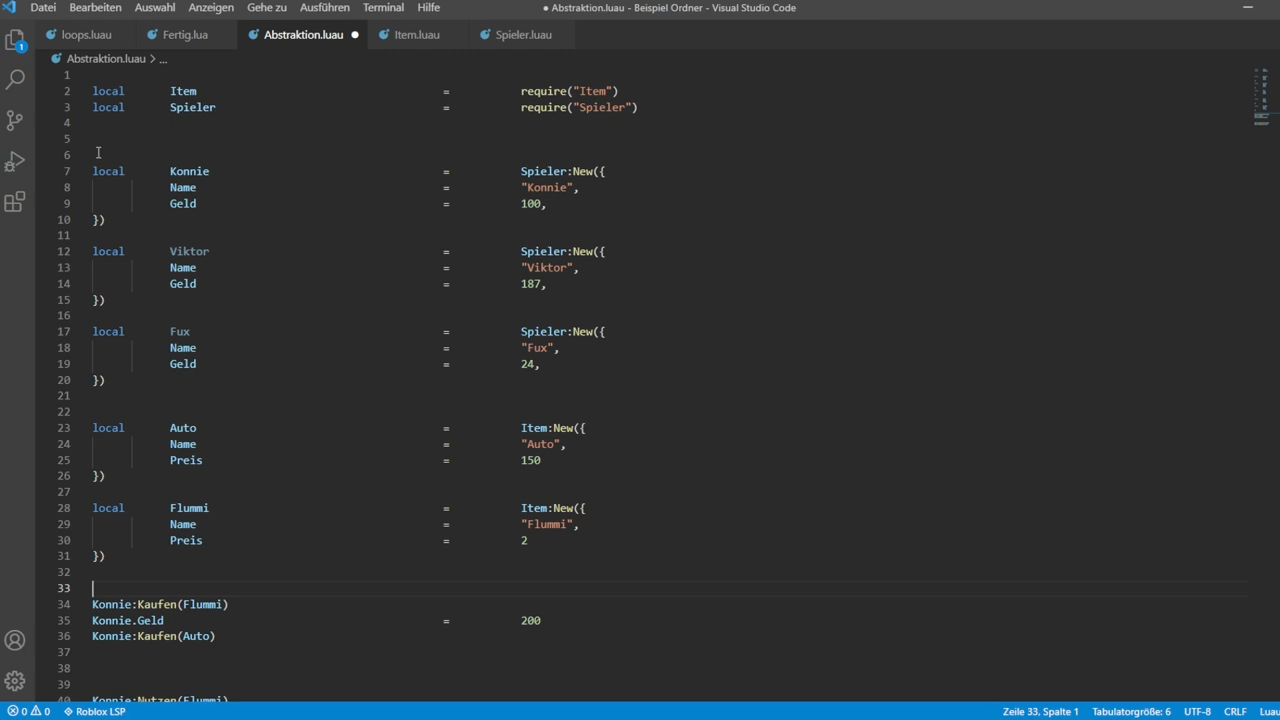 Datei Bearbeiten Auswahl Anzeigen Gehe zu Ausführen Terminal Hilfe ● Abstraktion.luau - Beispiel Ordner - Visual Studio Code
loops.luau Fertig.lua Abstraktion.luau Item.luau Spieler.luau
Abstraktion.luau > ...
1
1
2 local Item = require("Item")
3 local Spieler = require("Spieler")
4
5
6
7 local Konnie = Spieler:New({
8 Name = "Konnie",
9 Geld = 100,
10 })
11
12 local Viktor = Spieler:New({
13 Name = "Viktor",
14 Geld = 187,
15 })
16
17 local Fux = Spieler:New({
18 Name = "Fux",
19 Geld = 24,
20 })
21
22
23 local Auto = Item:New({
24 Name = "Auto",
25 Preis = 150
26 })
27
28 local Flummi = Item:New({
29 Name = "Flummi",
30 Preis = 2
31 })
32
33
34 Konnie:Kaufen(Flummi)
35 Konnie.Geld = 200
36 Konnie:Kaufen(Auto)
37
38
39
40 Konnie:Nutzen(Flummi)
0 0 Roblox LSP Zeile 33, Spalte 1 Tabulatorgröße: 6 UTF-8 CRLF Luau